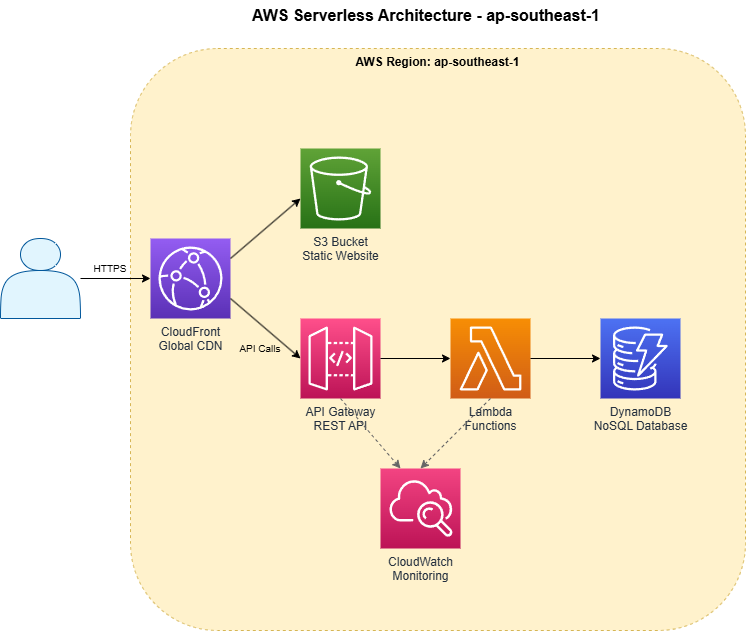 AWS Serverless Architecture - ap-southeast-1
AWS Region: ap-southeast-1
S3 Bucket
Static Website
HTTPS
CloudFront
Global CDN
API Calls
API Gateway
REST API
Lambda
Functions
DynamoDB
NoSQL Database
CloudWatch
Monitoring